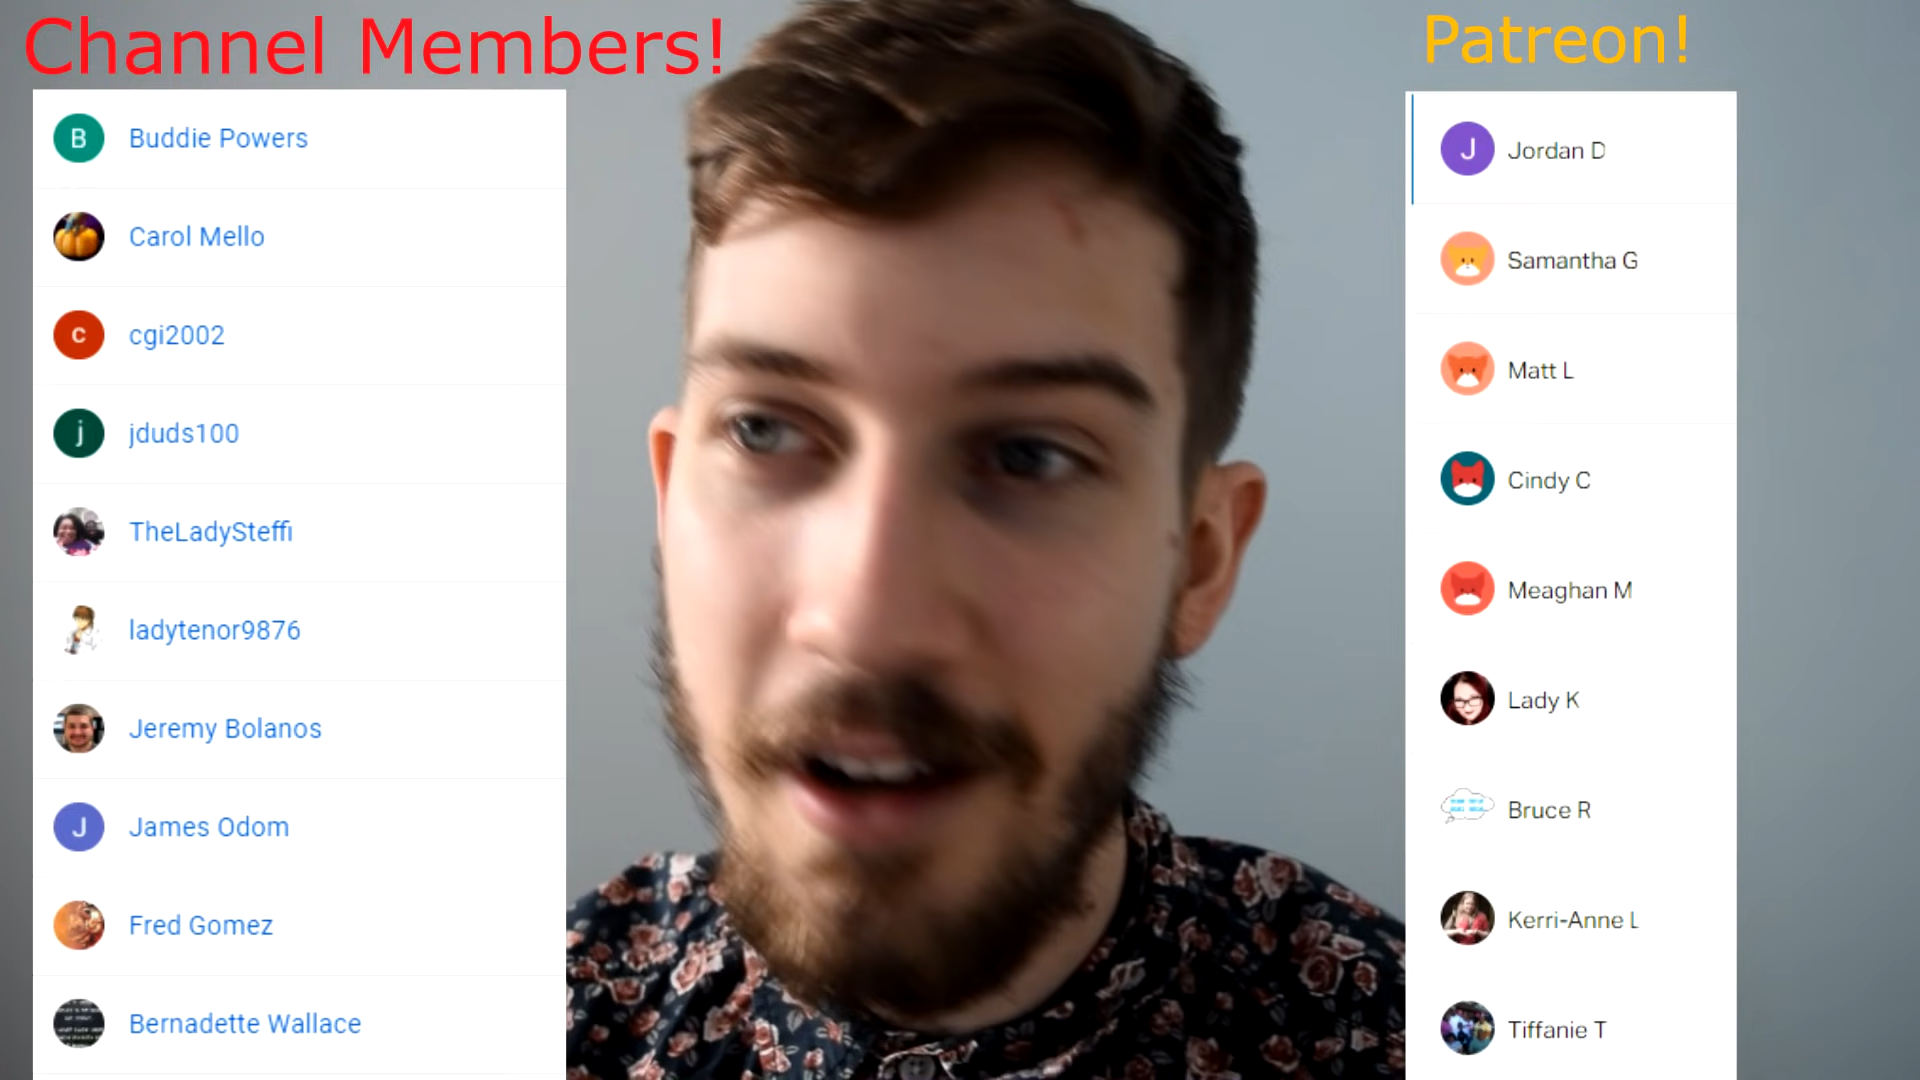 Channel Members!
B Buddie Powers
Carol Mello
c cgi2002
j jduds100
TheLadySteffi
ladytenor9876
Jeremy Bolanos
J James Odom
Fred Gomez
Bernadette Wallace
Patreon!
J Jordan D
Samantha G
Matt L
Cindy C
Meaghan M
Lady K
Bruce R
Kerri-Anne L
Tiffanie T